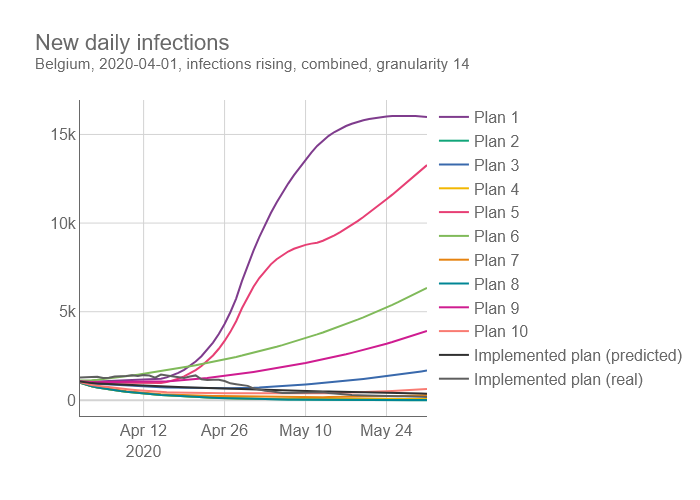 New daily infections
Belgium, 2020-04-01, infections rising, combined, granularity 14
15k
10k
5k
0
Apr 12
2020
Apr 26
May 10
May 24
Plan 1
Plan 2
Plan 3
Plan 4
Plan 5
Plan 6
Plan 7
Plan 8
Plan 9
Plan 10
Implemented plan (predicted)
Implemented plan (real)